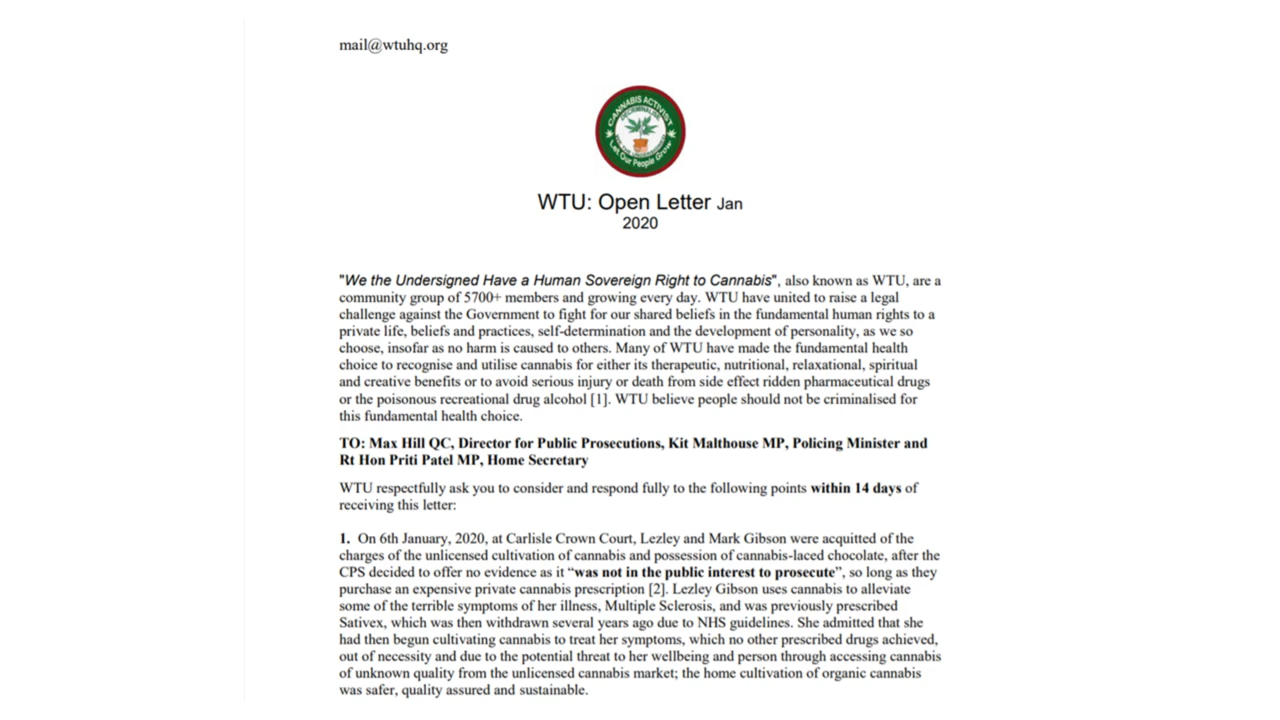 mail@wtuhq.org
CANNABIS ACTIVIST
Let Our People Grow
WTU: Open Letter Jan
2020
"We the Undersigned Have a Human Sovereign Right to Cannabis", also known as WTU, are a
community group of 5700+ members and growing every day. WTU have united to raise a legal
challenge against the Government to fight for our shared beliefs in the fundamental human rights to a
private life, beliefs and practices, self-determination and the development of personality, as we so
choose, insofar as no harm is caused to others. Many of WTU have made the fundamental health
choice to recognise and utilise cannabis for either its therapeutic, nutritional, relaxational, spiritual
and creative benefits or to avoid serious injury or death from side effect ridden pharmaceutical drugs
or the poisonous recreational drug alcohol [1]. WTU believe people should not be criminalised for
this fundamental health choice.
TO: Max Hill QC, Director for Public Prosecutions, Kit Malthouse MP, Policing Minister and
Rt Hon Priti Patel MP, Home Secretary
WTU respectfully ask you to consider and respond fully to the following points within 14 days of
receiving this letter:
1. On 6th January, 2020, at Carlisle Crown Court, Lezley and Mark Gibson were acquitted of the
charges of the unlicensed cultivation of cannabis and possession of cannabis-laced chocolate, after the
CPS decided to offer no evidence as it “was not in the public interest to prosecute”, so long as they
purchase an expensive private cannabis prescription [2]. Lezley Gibson uses cannabis to alleviate
some of the terrible symptoms of her illness, Multiple Sclerosis, and was previously prescribed
Sativex, which was then withdrawn several years ago due to NHS guidelines. She admitted that she
had then begun cultivating cannabis to treat her symptoms, which no other prescribed drugs achieved,
out of necessity and due to the potential threat to her wellbeing and person through accessing cannabis
of unknown quality from the unlicensed cannabis market; the home cultivation of organic cannabis
was safer, quality assured and sustainable.